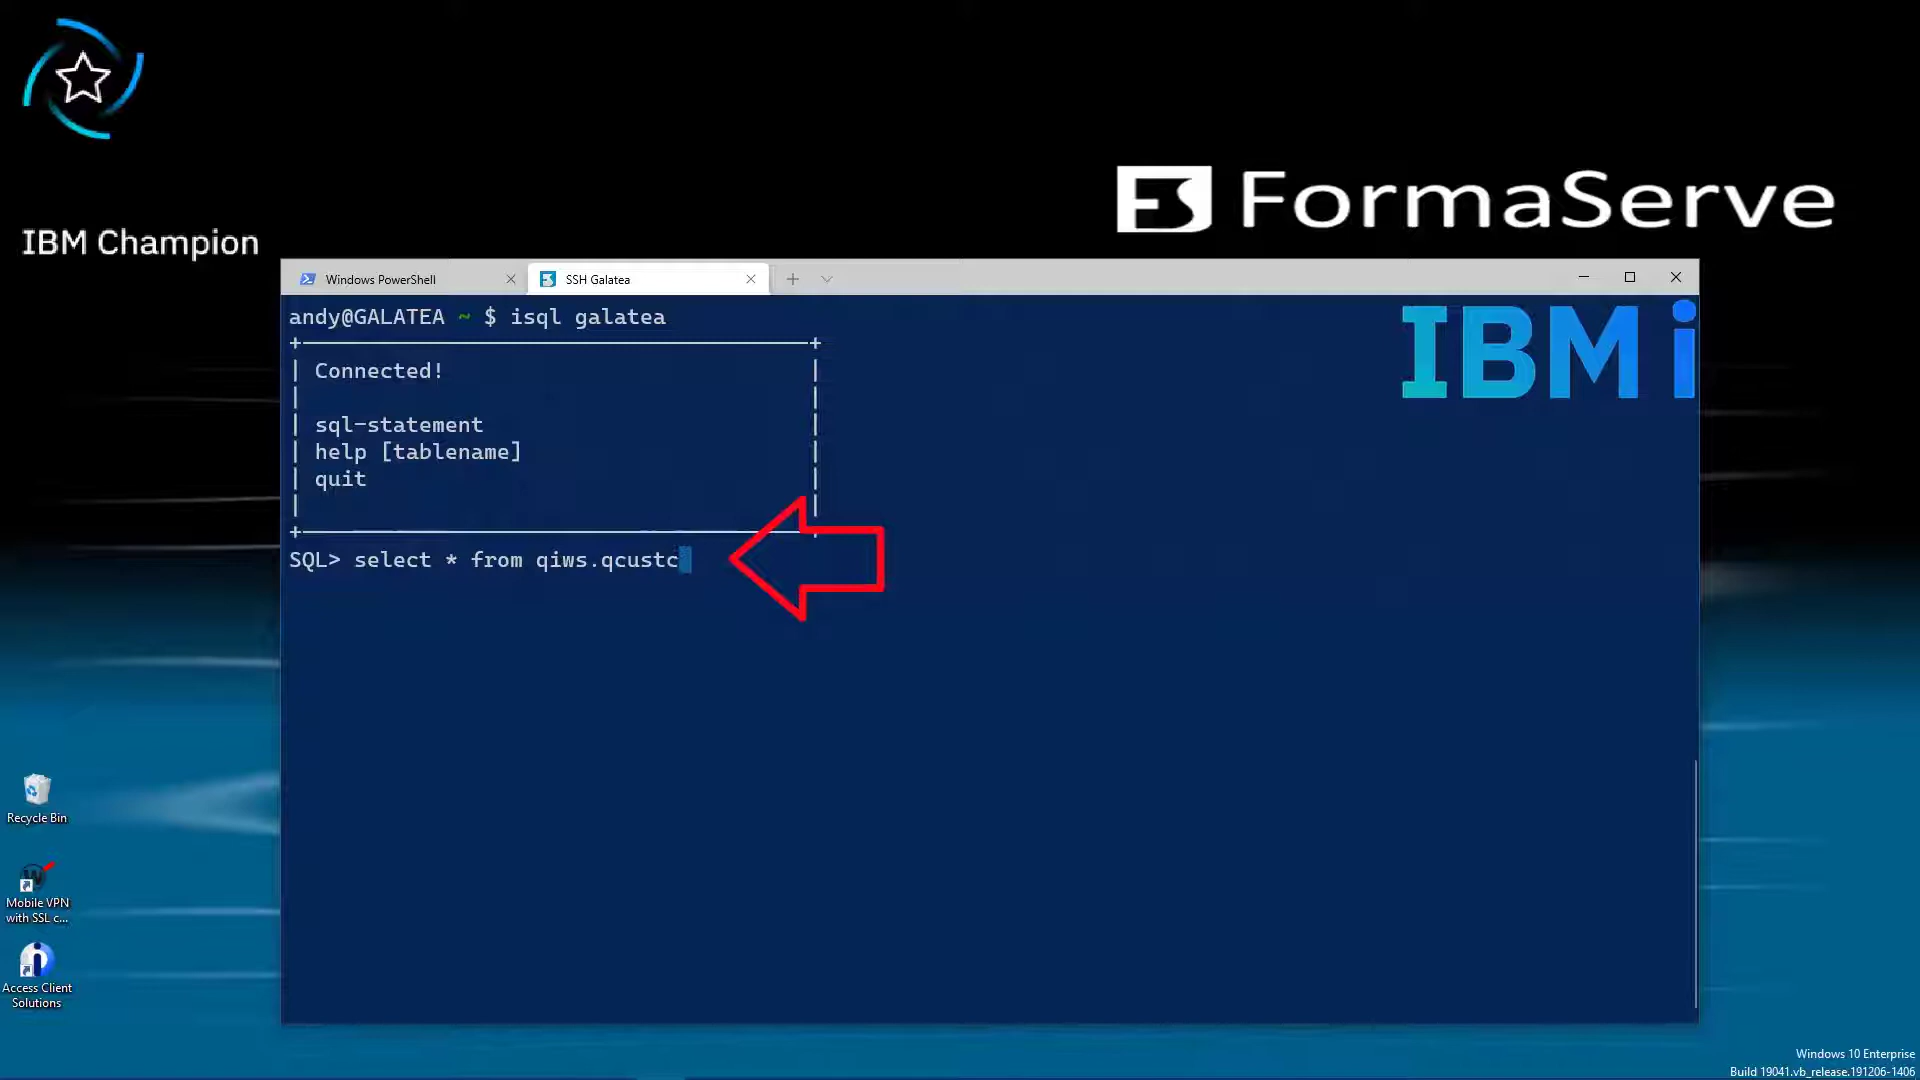 IBM Champion
FormaServe
Windows PowerShell
SSH Galatea
andy@GALATEA ~ $ isql galatea
IBM i
Connected!
sql-statement
help [tablename]
quit
SQL> select * from qiws.qcustc
Recycle Bin
Mobile VPN
with SSL c...
Access Client
Solutions
Windows 10 Enterprise
Build 19041.vb_release.191206-1406